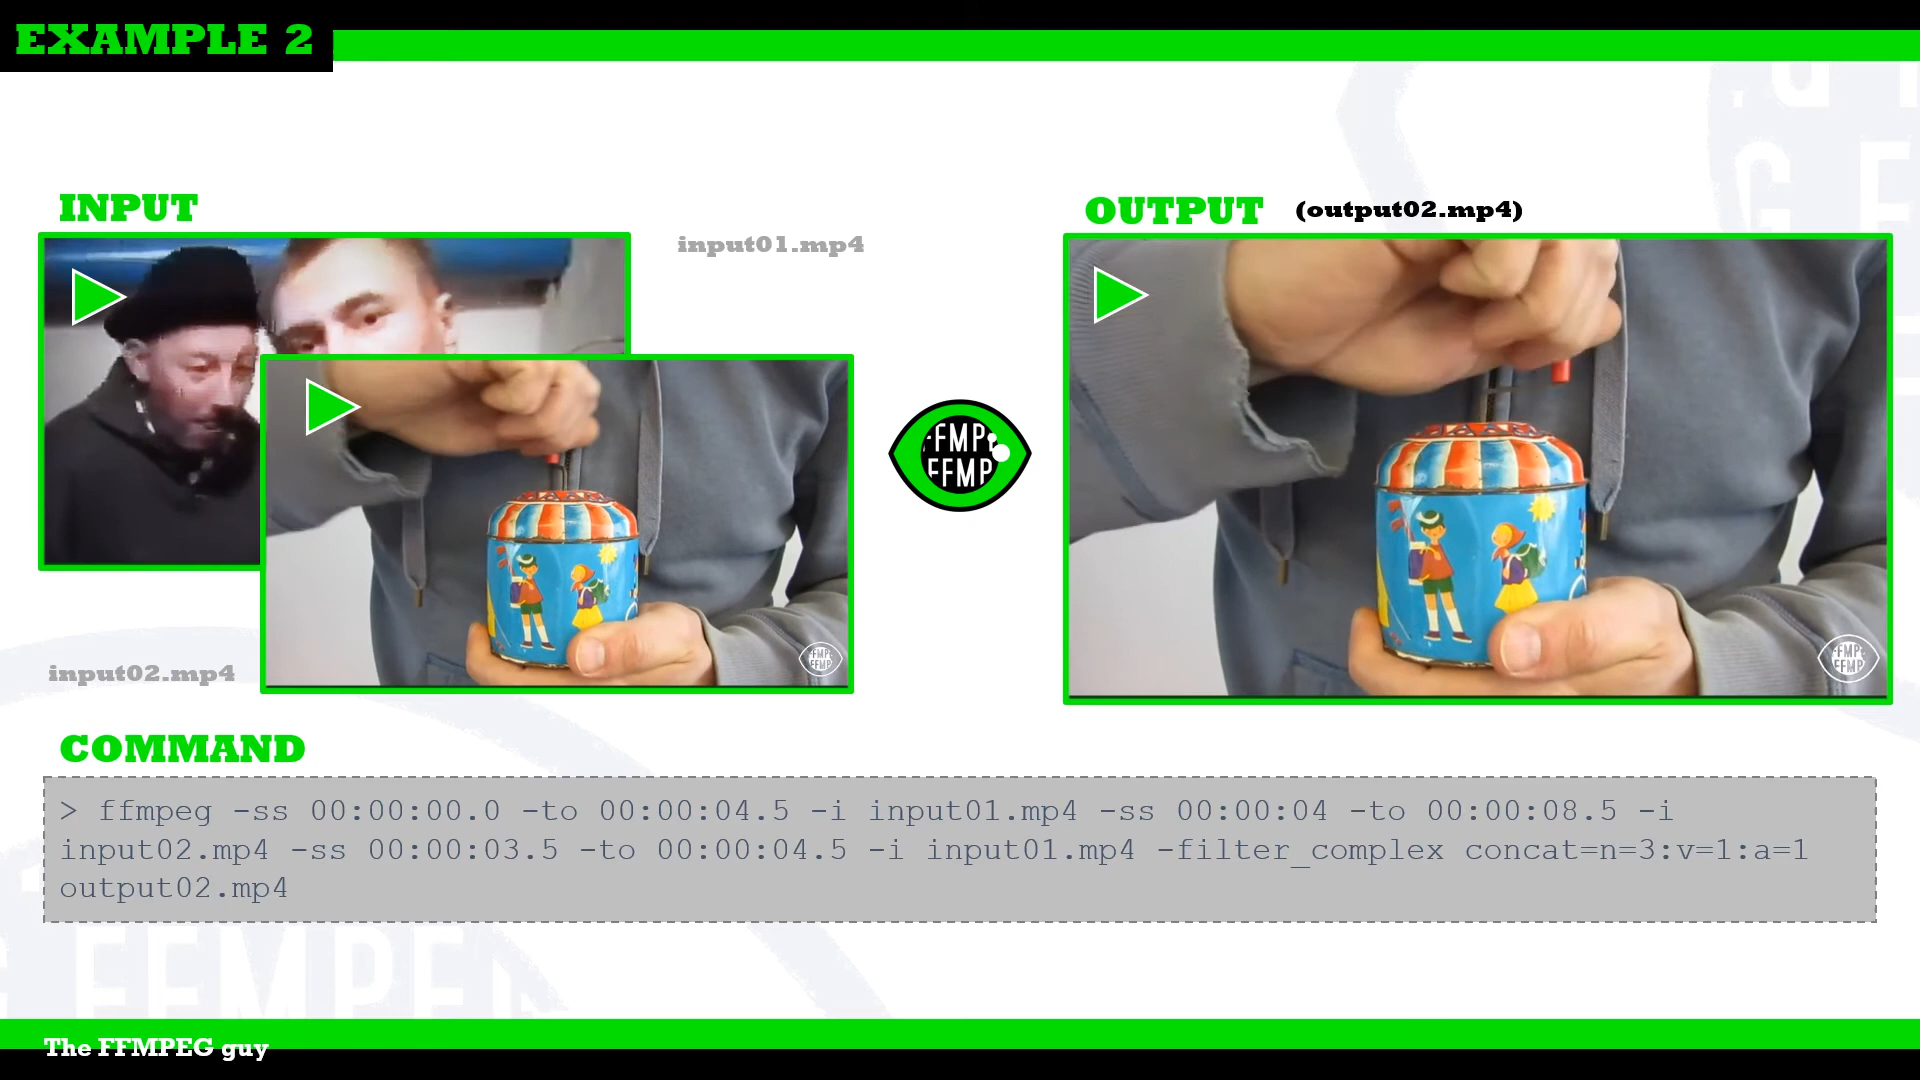 EXAMPLE 2
INPUT
input01.mp4
OUTPUT (output02.mp4)
FFMP
FFMP
input02.mp4
COMMAND
> ffmpeg -ss 00:00:00.0 -to 00:00:04.5 -i input01.mp4 -ss 00:00:04 -to 00:00:08.5 -i
input02.mp4 -ss 00:00:03.5 -to 00:00:04.5 -i input01.mp4 -filter_complex concat=n=3:v=1:a=1
output02.mp4
G FFMPEG
The FFMPEG guy